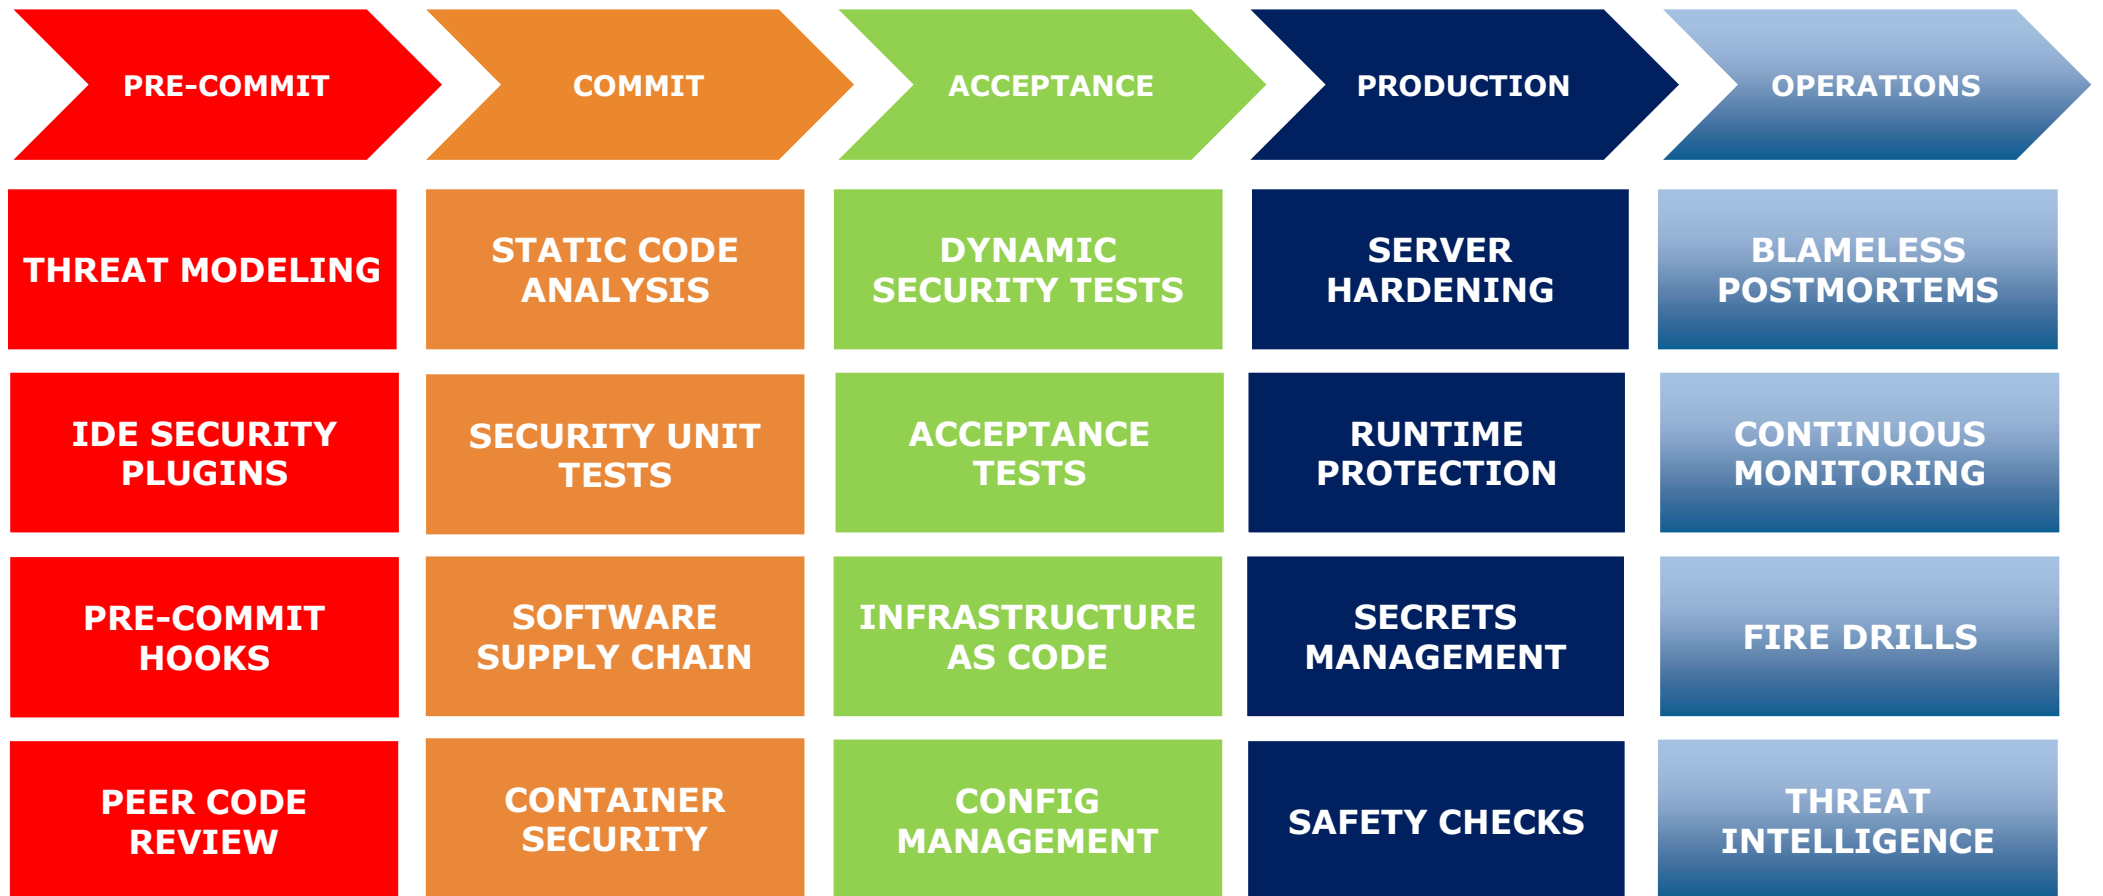 PRE-COMMIT
COMMIT
ACCEPTANCE
PRODUCTION
OPERATIONS
THREAT MODELING
STATIC CODE
ANALYSIS
DYNAMIC
SECURITY TESTS
SERVER
HARDENING
BLAMELESS
POSTMORTEMS
IDE SECURITY
PLUGINS
SECURITY UNIT
TESTS
ACCEPTANCE
TESTS
RUNTIME
PROTECTION
CONTINUOUS
MONITORING
PRE-COMMIT
HOOKS
SOFTWARE
SUPPLY CHAIN
INFRASTRUCTURE
AS CODE
SECRETS
MANAGEMENT
FIRE DRILLS
PEER CODE
REVIEW
CONTAINER
SECURITY
CONFIG
MANAGEMENT
SAFETY CHECKS
THREAT
INTELLIGENCE